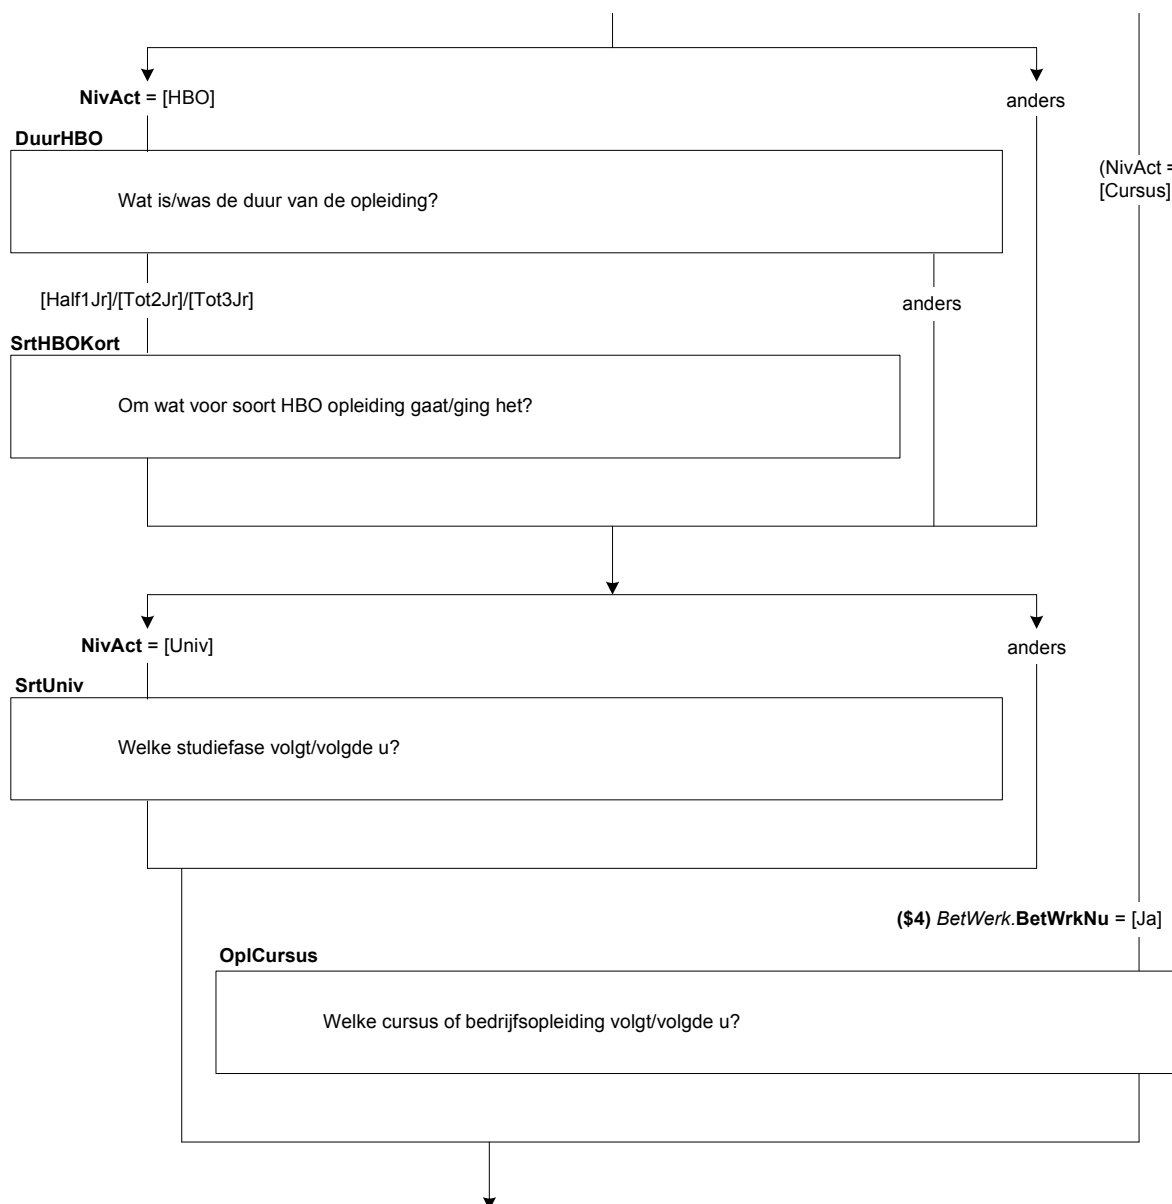 NivAct = [HBO]
anders
DuurHBO
(NivAct =
[Cursus]
Wat is/was de duur van de opleiding?
[Half1Jr]/[Tot2Jr]/[Tot3Jr]
anders
SrtHBOKort
Om wat voor soort HBO opleiding gaat/ging het?
NivAct = [Univ]
anders
SrtUniv
Welke studiefase volgt/volgde u?
($4) BetWerk.BetWrkNu = [Ja]
OplCursus
Welke cursus of bedrijfsopleiding volgt/volgde u?